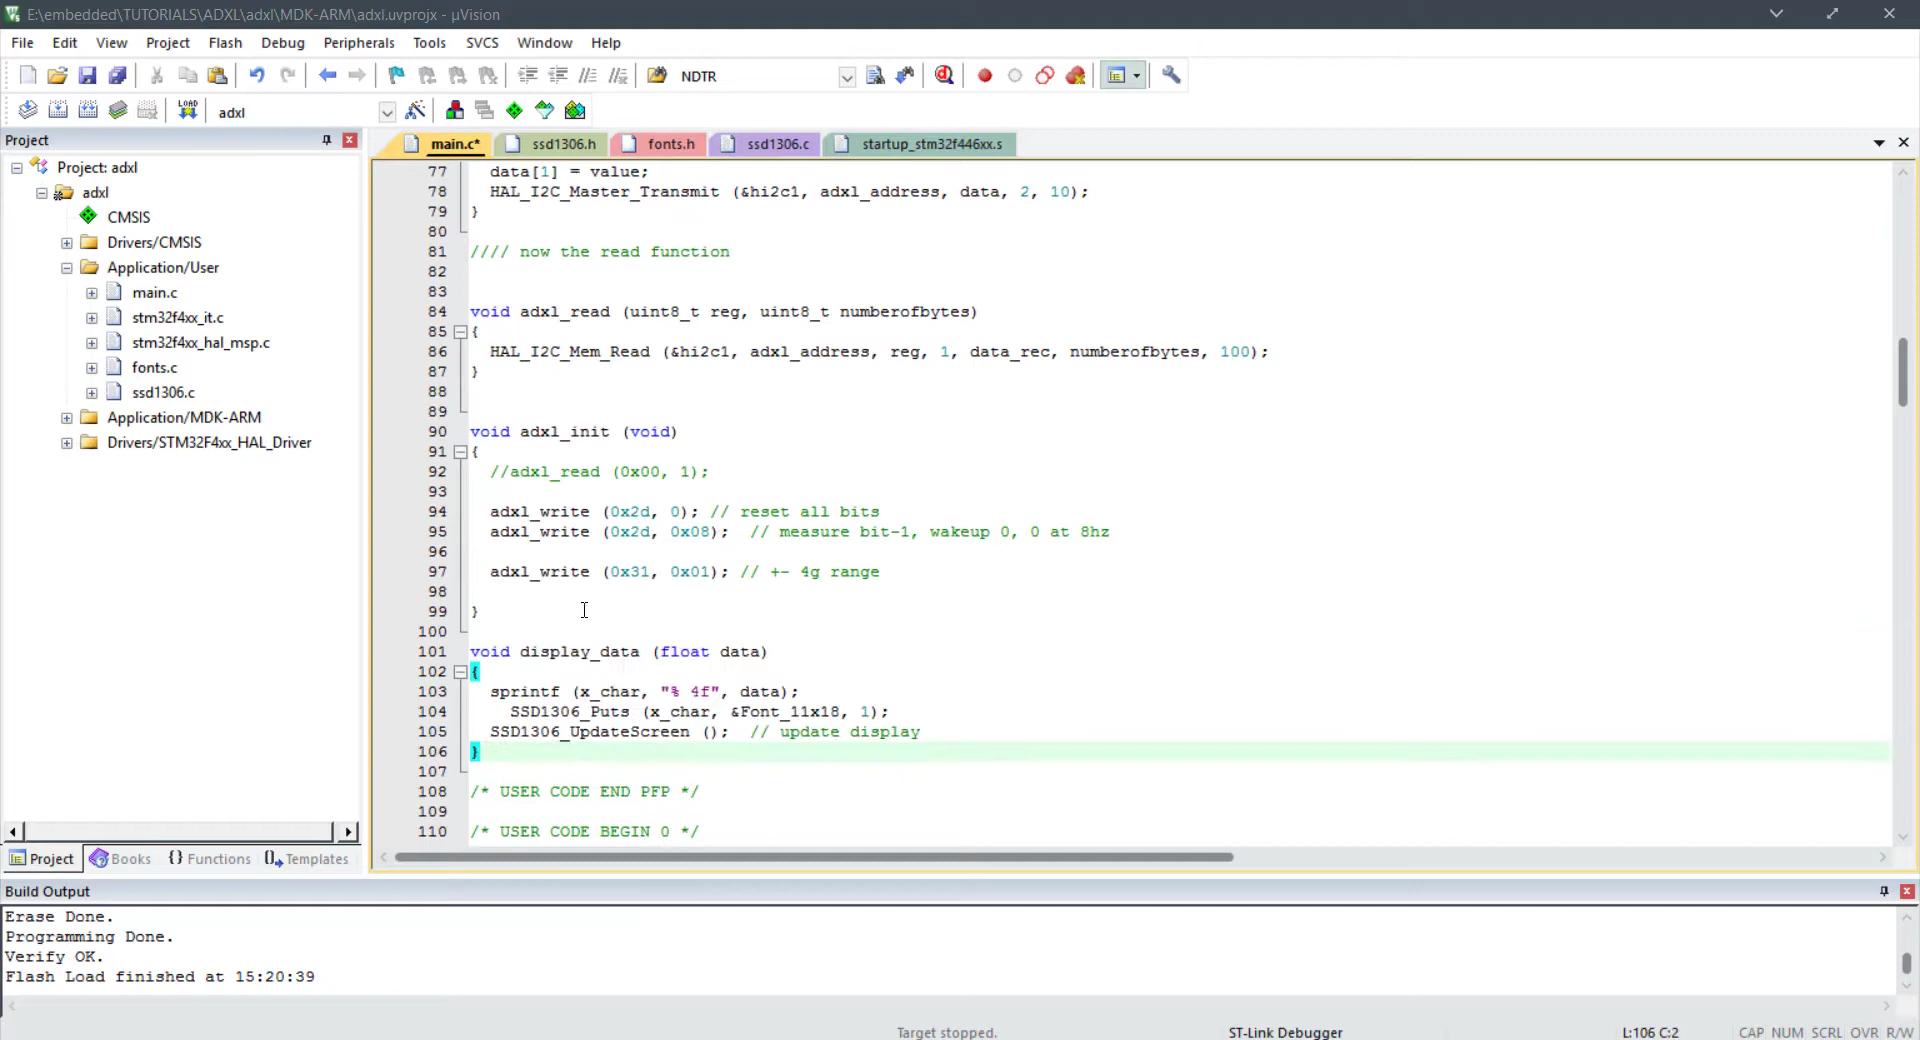 E:\embedded\TUTORIALS\ADXL\adxl\MDK-ARM\adxl.uvprojx - µVision
File Edit View Project Flash Debug Peripherals Tools SVCS Window Help
NDTR
LOAD adxl
Project
main.c* ssd1306.h fonts.h ssd1306.c startup_stm32f446xx.s
Project: adxl
adxl
CMSIS
Drivers/CMSIS
Application/User
main.c
stm32f4xx_it.c
stm32f4xx_hal_msp.c
fonts.c
ssd1306.c
Application/MDK-ARM
Drivers/STM32F4xx_HAL_Driver
Project Books Functions Templates
77 data[1] = value;
78 HAL_I2C_Master_Transmit (&hi2c1, adxl_address, data, 2, 10);
79 }
80
81 //// now the read function
82
83
84 void adxl_read (uint8_t reg, uint8_t numberofbytes)
85 {
86 HAL_I2C_Mem_Read (&hi2c1, adxl_address, reg, 1, data_rec, numberofbytes, 100);
87 }
88
89
90 void adxl_init (void)
91 {
92 //adxl_read (0x00, 1);
93
94 adxl_write (0x2d, 0); // reset all bits
95 adxl_write (0x2d, 0x08); // measure bit-1, wakeup 0, 0 at 8hz
96
97 adxl_write (0x31, 0x01); // +- 4g range
98
99 }
100
101 void display_data (float data)
102 {
103 sprintf (x_char, "% 4f", data);
104 SSD1306_Puts (x_char, &Font_11x18, 1);
105 SSD1306_UpdateScreen (); // update display
106 }
107
108 /* USER CODE END PFP */
109
110 /* USER CODE BEGIN 0 */
Build Output
Erase Done.
Programming Done.
Verify OK.
Flash Load finished at 15:20:39
Target stopped. ST-Link Debugger L:106 C:2 CAP NUM SCRL OVR R/W